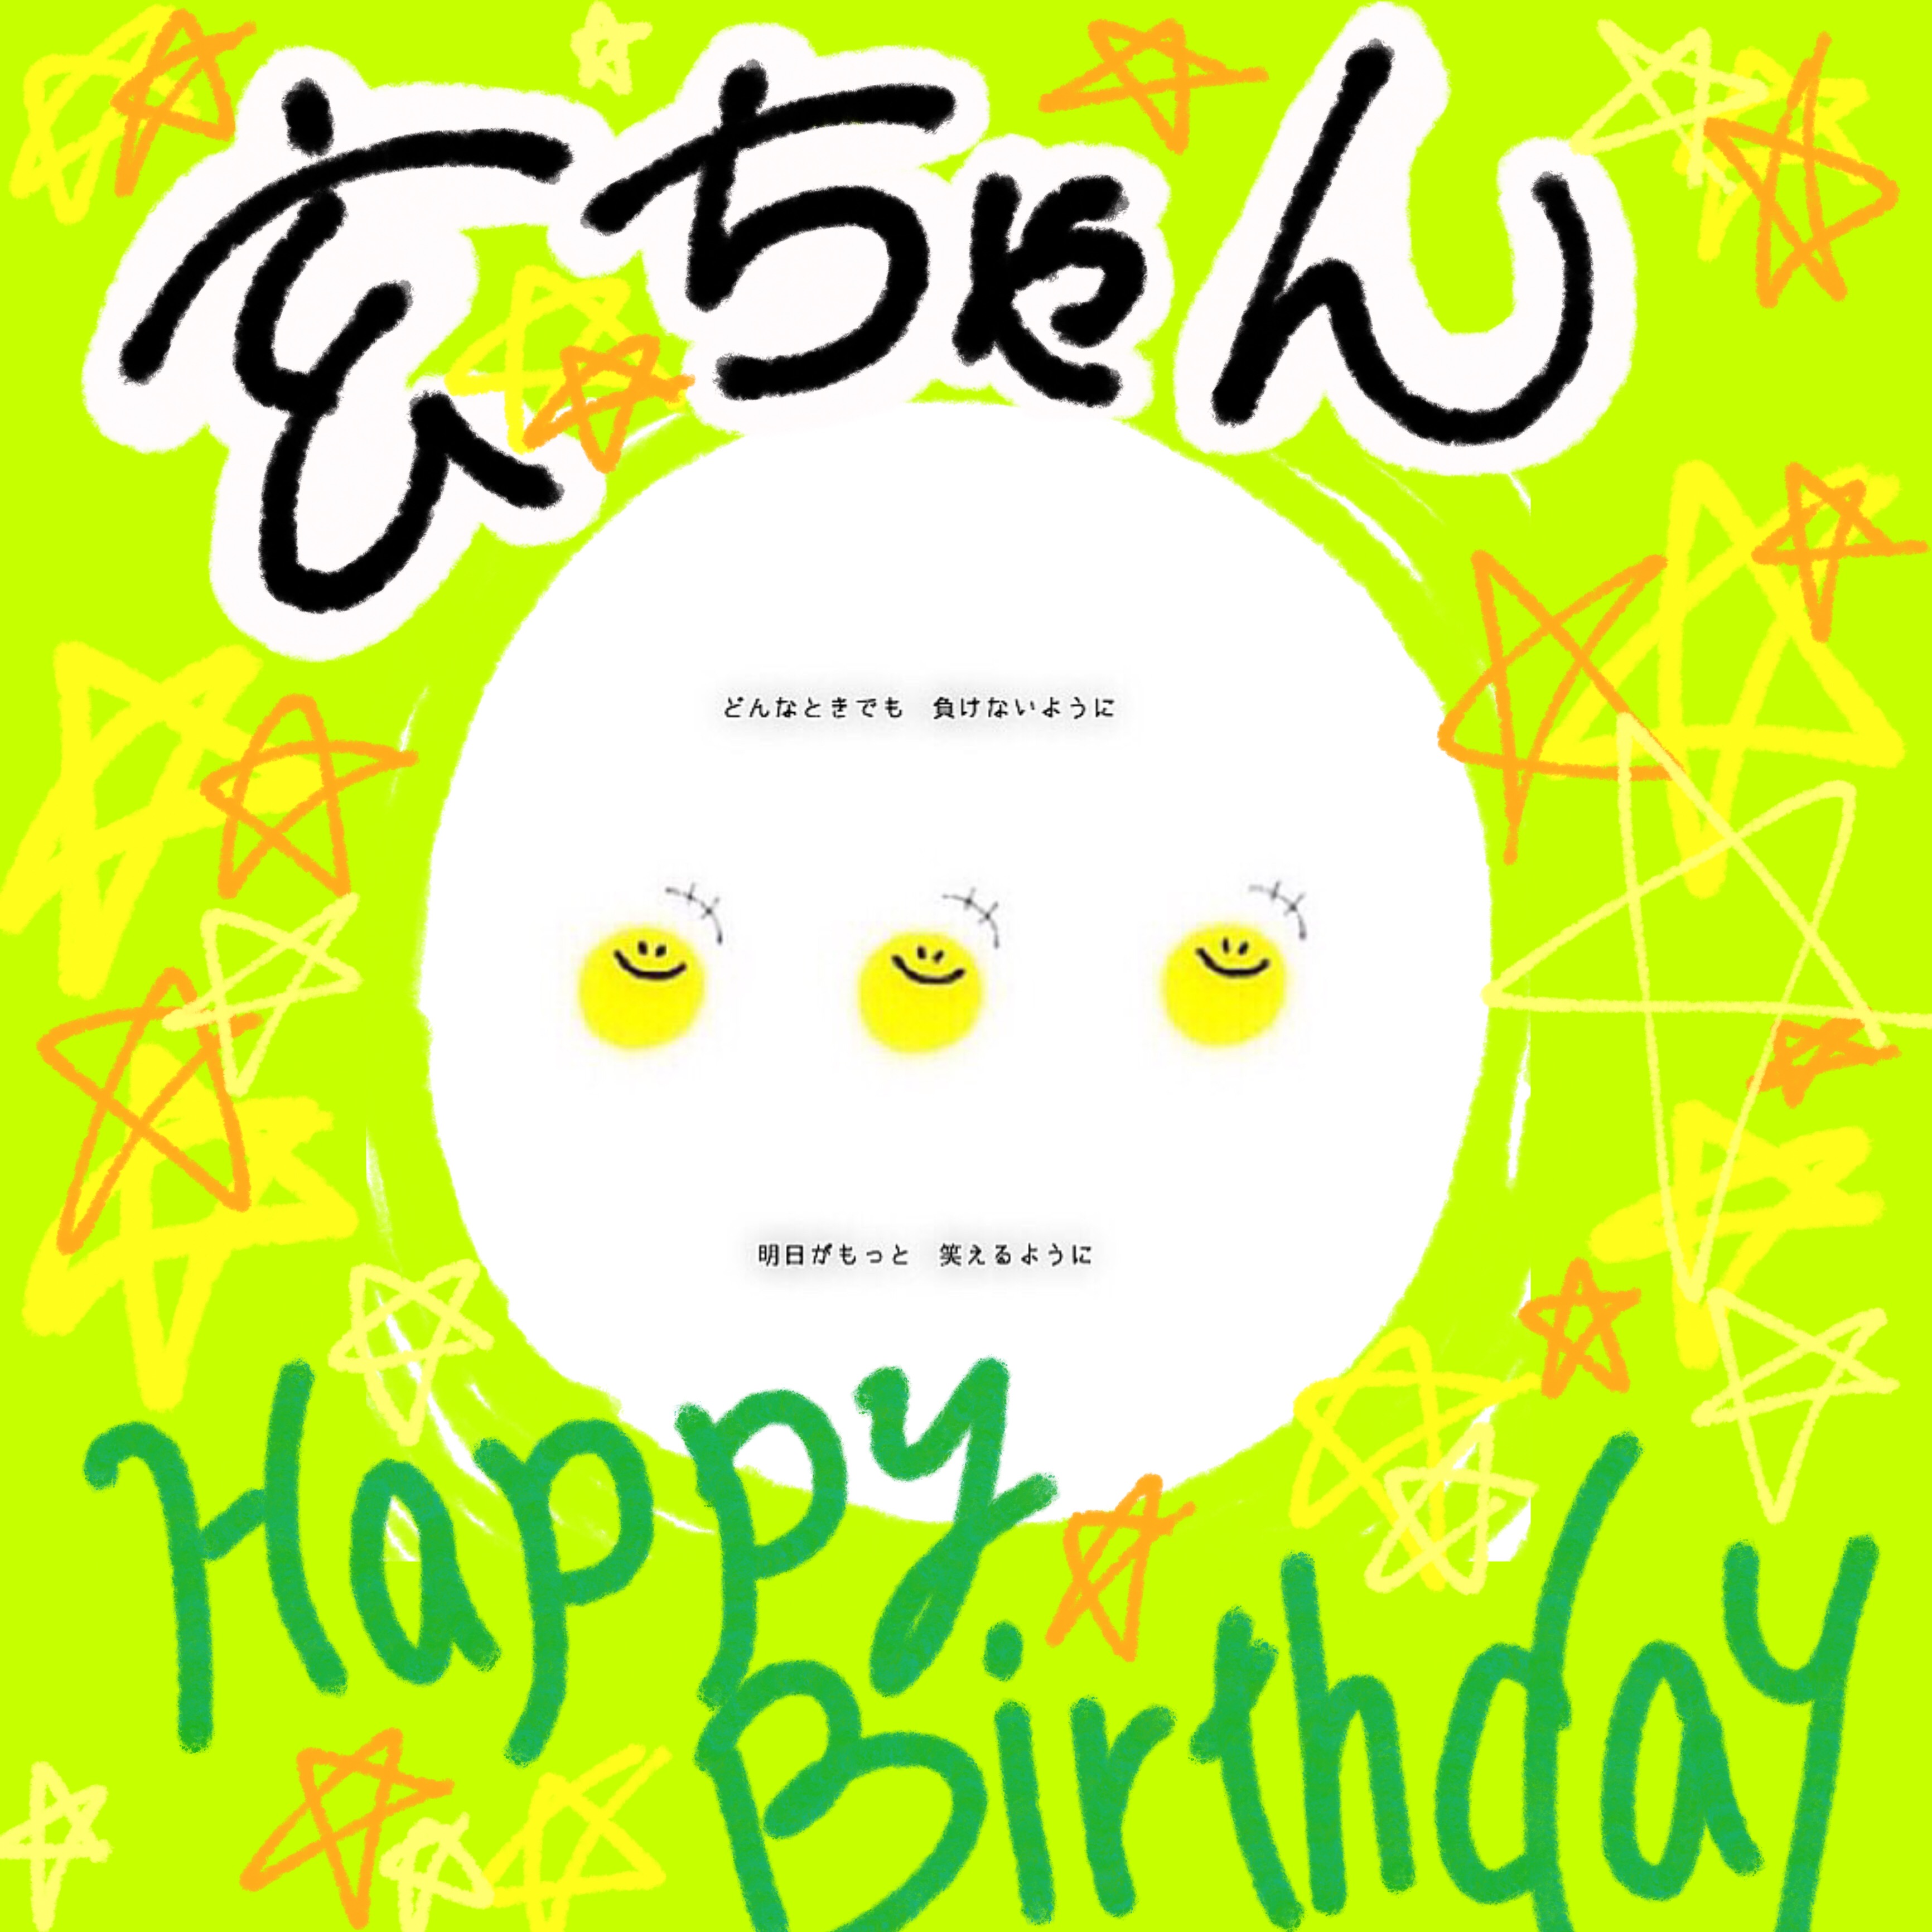 玄ちゃん
どんなときでも　負けないように
明日がもっと　笑えるように
Happy
Birthday